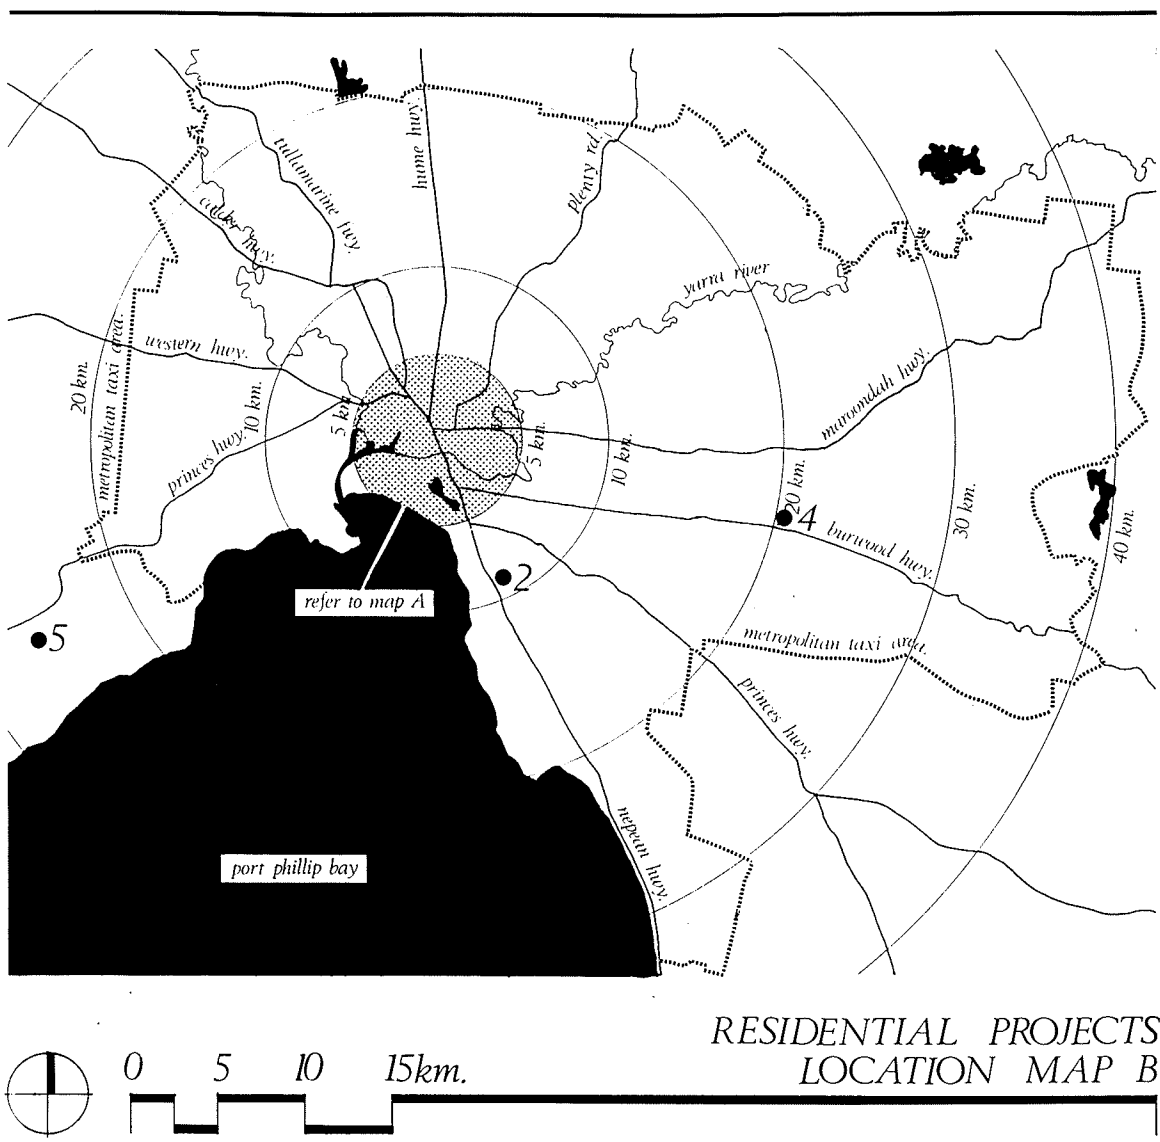 hume hwy.
plenty rd.
tullamarine fwy.
calder hwy.
yarra river
western hwy.
metropolitan taxi area.
20 km.
10 km.
5 km
maroondah hwy.
princes hwy.
5 km.
10 km.
20 km.
30 km.
40 km.
4
burwood hwy.
2
refer to map A
5
metropolitan taxi area.
princes hwy.
nepean hwy.
port phillip bay
RESIDENTIAL PROJECTS
LOCATION MAP B
0 5 10 15km.